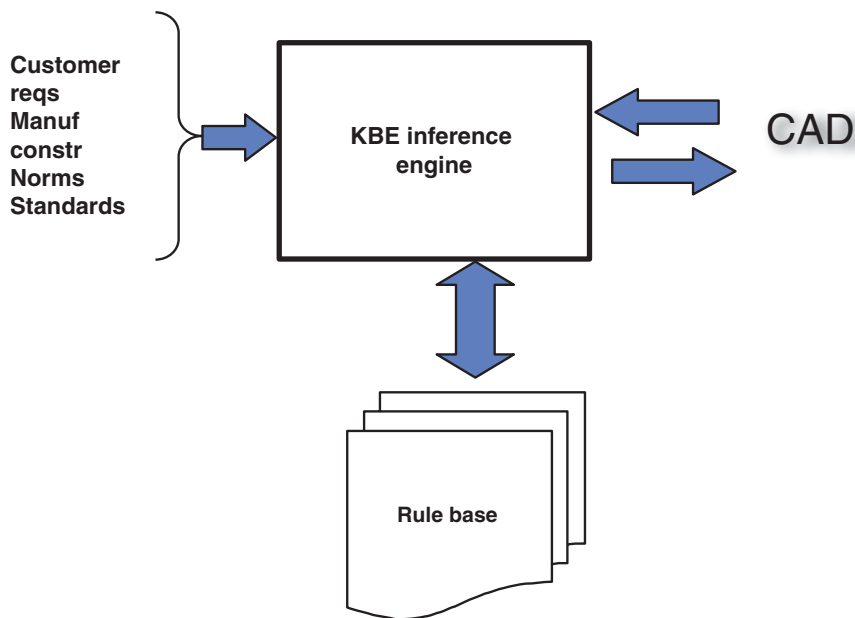 Customer
reqs
Manuf
constr
Norms
Standards
KBE inference
engine
CAD
Rule base